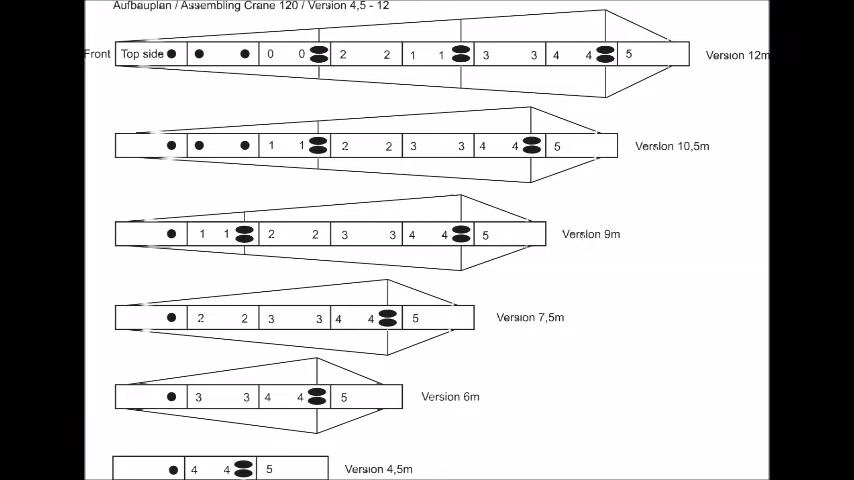 Aufbauplan / Assembling Crane 120 / Version 4,5 - 12
Front Top side 0 0 2 2 1 1 3 3 4 4 5 Version 12m
1 1 2 2 3 3 4 4 5 Version 10,5m
1 1 2 2 3 3 4 4 5 Version 9m
2 2 3 3 4 4 5 Version 7,5m
3 3 4 4 5 Version 6m
4 4 5 Version 4,5m